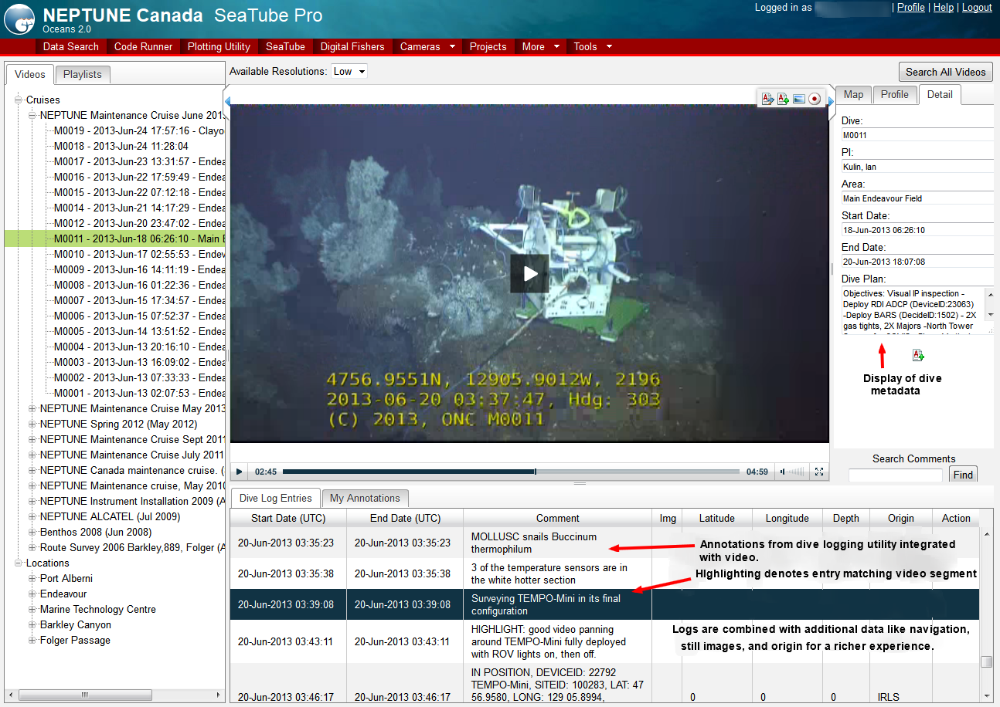 NEPTUNE Canada SeaTube Pro
Oceans 2.0
Logged in as | Profile | Help | Logout
Data Search Code Runner Plotting Utility SeaTube Digital Fishers Cameras Projects More Tools
Videos Playlists
Available Resolutions: Low
Search All Videos
Cruises
NEPTUNE Maintenance Cruise June 201
M0019 - 2013-Jun-24 17:57:16 - Clayo
M0018 - 2013-Jun-24 11:28:04
M0017 - 2013-Jun-23 13:31:57 - Endea
M0016 - 2013-Jun-22 17:59:49 - Endea
M0015 - 2013-Jun-22 07:12:18 - Endea
M0014 - 2013-Jun-21 14:17:29 - Endea
M0012 - 2013-Jun-20 23:47:02 - Endea
M0011 - 2013-Jun-18 06:26:10 - Main E
M0010 - 2013-Jun-17 02:55:53 - Endev
M0009 - 2013-Jun-16 14:11:19 - Endea
M0008 - 2013-Jun-16 01:22:36 - Endea
M0007 - 2013-Jun-15 17:34:57 - Endea
M0006 - 2013-Jun-15 07:52:37 - Endea
M0005 - 2013-Jun-14 13:51:52 - Endea
M0004 - 2013-Jun-13 20:16:10 - Endea
M0003 - 2013-Jun-13 16:09:02 - Endea
M0002 - 2013-Jun-13 07:33:33 - Endea
M0001 - 2013-Jun-13 02:07:53 - Endea
NEPTUNE Maintenance Cruise May 2013
NEPTUNE Spring 2012 (May 2012)
NEPTUNE Maintenance Cruise Sept 2011
NEPTUNE Maintenance Cruise July 2011
NEPTUNE Canada maintenance cruise. (
NEPTUNE Maintenance cruise, May 2010
NEPTUNE Instrument Installation 2009 (A
NEPTUNE ALCATEL (Jul 2009)
Benthos 2008 (Jun 2008)
Route Survey 2006 Barkley,889, Folger (A
Locations
Port Alberni
Endeavour
Marine Technology Centre
Barkley Canyon
Folger Passage
4756.9551N, 12905.9012W, 2196
2013-06-20 03:37:47, Hdg: 303
(C) 2013, ONC M0011
02:45 04:59
Map Profile Detail
Dive:
M0011
PI:
Kulin, Ian
Area:
Main Endeavour Field
Start Date:
18-Jun-2013 06:26:10
End Date:
20-Jun-2013 18:07:08
Dive Plan:
Objectives: Visual IP inspection -
Deploy RDI ADCP (DeviceID:23063)
-Deploy BARS (DecideID:1502) - 2X
gas tights, 2X Majors -North Tower
Display of dive
metadata
Search Comments
Find
Dive Log Entries My Annotations
Start Date (UTC) End Date (UTC) Comment Img Latitude Longitude Depth Origin Action
20-Jun-2013 03:35:23 20-Jun-2013 03:35:23 MOLLUSC snails Buccinum
thermophilum
Annotations from dive logging utility integrated
with video.
20-Jun-2013 03:35:38 20-Jun-2013 03:35:38 3 of the temperature sensors are in
the white hotter section
HIghlighting denotes entry matching video segment
20-Jun-2013 03:39:08 20-Jun-2013 03:39:08 Surveying TEMPO-Mini in its final
configuration
20-Jun-2013 03:43:11 20-Jun-2013 03:43:11 HIGHLIGHT: good video panning
around TEMPO-Mini fully deployed
with ROV lights on, then off.
Logs are combined with additional data like navigation,
still images, and origin for a richer experience.
20-Jun-2013 03:46:17 20-Jun-2013 03:46:17 IN POSITION, DEVICEID: 22792
TEMPO-Mini, SITEID: 100283, LAT: 47
56.9580, LONG: 129 05.8994, 0 0 0 IRLS